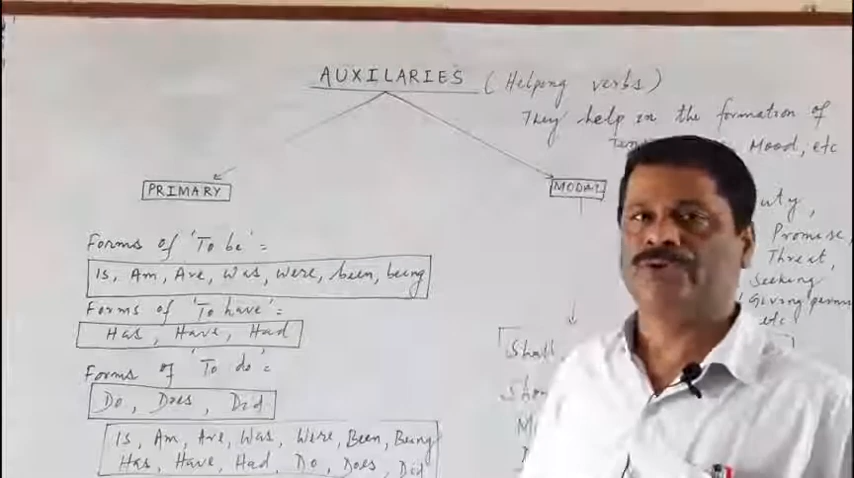 AUXILARIES (Helping verbs)
They help in the formation of
Mood, etc
PRIMARY
MODAL
Forms of 'To be' =
Is, Am, Are, Was, Were, been, being
Forms of 'To have' =
Has, Have, Had
Forms of 'To do' =
Do, Does, Did
Is, Am, Are, Was, Were, Been, Being
Has, Have, Had Do, Does, Did
Promise,
Threat,
Seeking
Giving
etc
Shall,